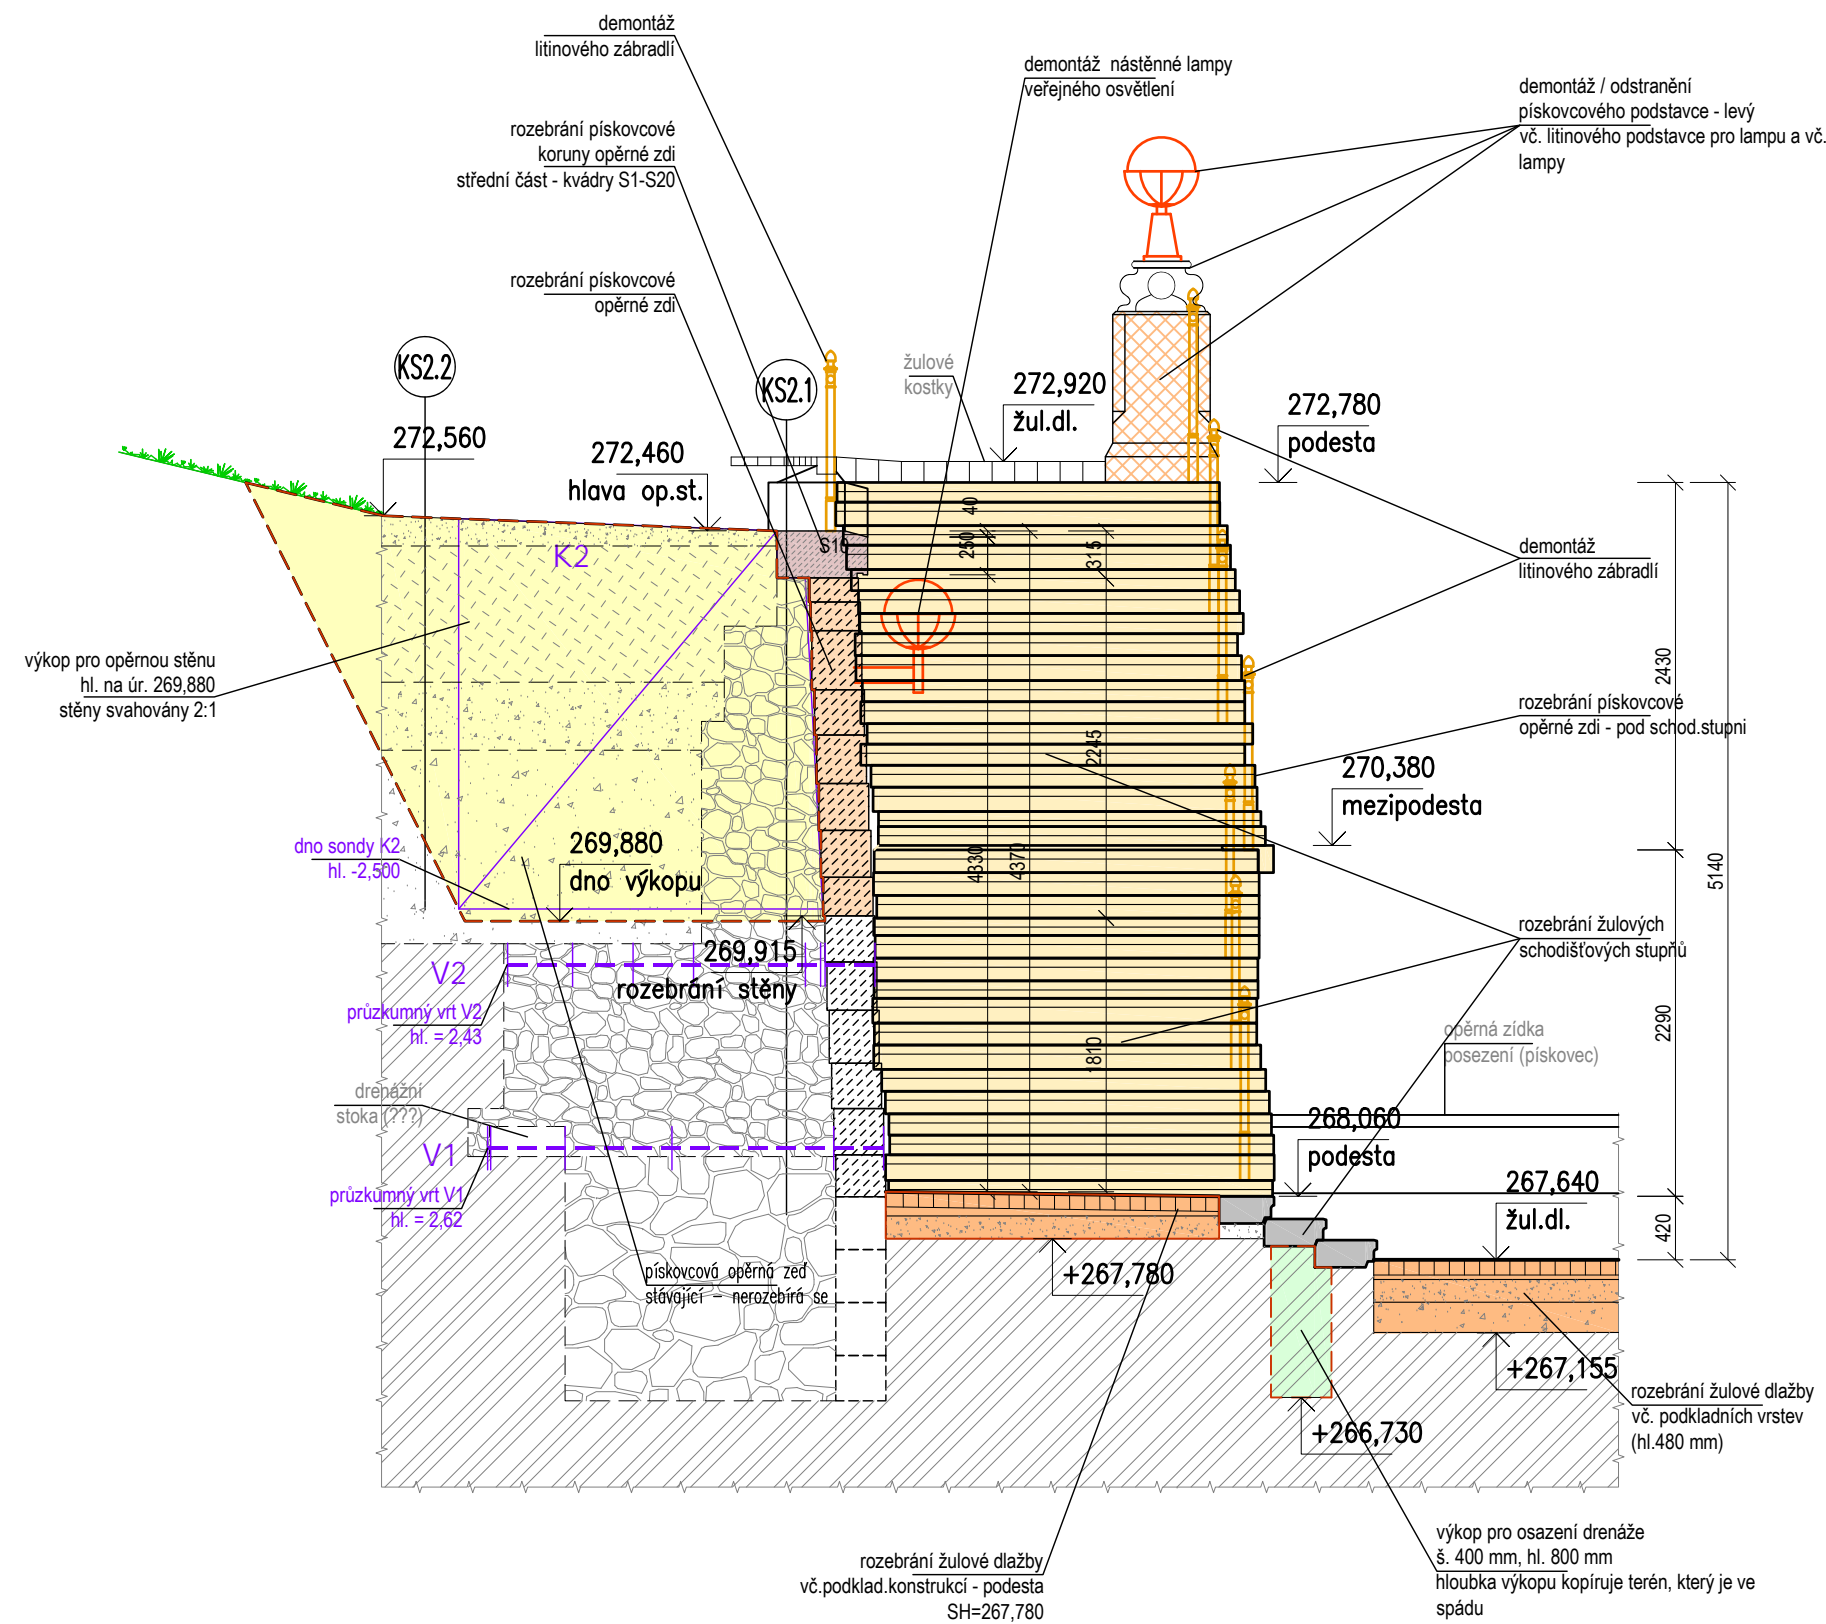 demontáž
litinového zábradlí
rozebrání pískovcové
koruny opěrné zdi
střední část - kvádry S1-S20
rozebrání pískovcové
opěrné zdi
demontáž nástěnné lampy
veřejného osvětlení
demontáž / odstranění
pískovcového podstavce - levý
vč. litinového podstavce pro lampu a vč.
lampy
KS2.2
KS2.1
žulové
kostky
272,920
žul.dl.
272,780
podesta
272,560
272,460
hlava op.st.
K2
S10
40
250
315
demontáž
litinového zábradlí
výkop pro opěrnou stěnu
hl. na úr. 269,880
stěny svahovány 2:1
2430
rozebrání pískovcové
opěrné zdi - pod schod.stupni
2245
270,380
mezipodesta
dno sondy K2
hl. -2,500
269,880
dno výkopu
4330
4370
5140
269,915
rozebrání stěny
rozebrání žulových
schodišťových stupňů
V2
průzkumný vrt V2
hl. = 2,43
1810
2290
opěrná zídka
posezení (pískovec)
drenážní
stoka (???)
V1
průzkumný vrt V1
hl. = 2,62
268,060
podesta
267,640
žul.dl.
420
pískovcová opěrná zeď
stávající – nerozebírá se
+267,780
+267,155
+266,730
rozebrání žulové dlažby
vč. podkladních vrstev
(hl.480 mm)
rozebrání žulové dlažby
vč.podklad.konstrukcí - podesta
SH=267,780
výkop pro osazení drenáže
š. 400 mm, hl. 800 mm
hloubka výkopu kopíruje terén, který je ve
spádu